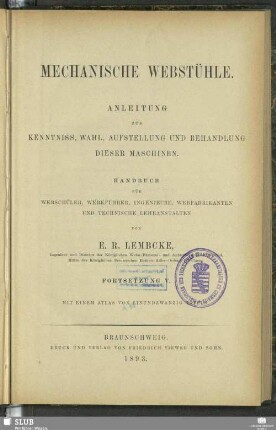 MECHANISCHE WEBSTÜHLE.
ANLEITUNG
ZUR
KENNTNISS, WAHL, AUFSTELLUNG UND BEHANDLUNG
DIESER MASCHINEN.
HANDBUCH
FÜR
WEBSCHÜLER, WERKFÜHRER, INGENIEURE, WEBFABRIKANTEN
UND TECHNISCHE LEHRANSTALTEN
VON
E. R. LEMBCKE,
FORTSETZUNG V.
MIT EINEM ATLAS VON
BRAUNSCHWEIG,
DRUCK UND VERLAG VON FRIEDRICH VIEWEG UND SOHN.
1893.
SLUB